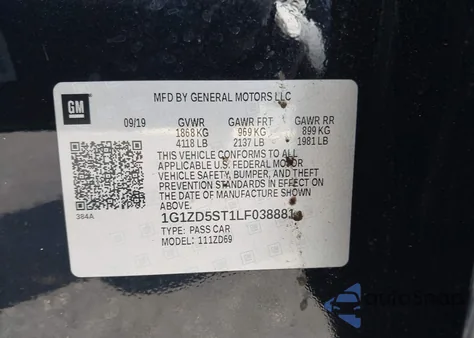 GM
MFD BY GENERAL MOTORS LLC
09/19 GVWR GAWR FRT GAWR RR
1868 KG 969 KG 899 KG
4118 LB 2137 LB 1981 LB
THIS VEHICLE CONFORMS TO ALL
APPLICABLE U.S. FEDERAL MOTOR
VEHICLE SAFETY, BUMPER, AND THEFT
PREVENTION STANDARDS IN EFFECT ON
THE DATE OF MANUFACTURE SHOWN
ABOVE.
384A
1G1ZD5ST1LF038881
TYPE: PASS CAR
MODEL: 111ZD69
autoSnap